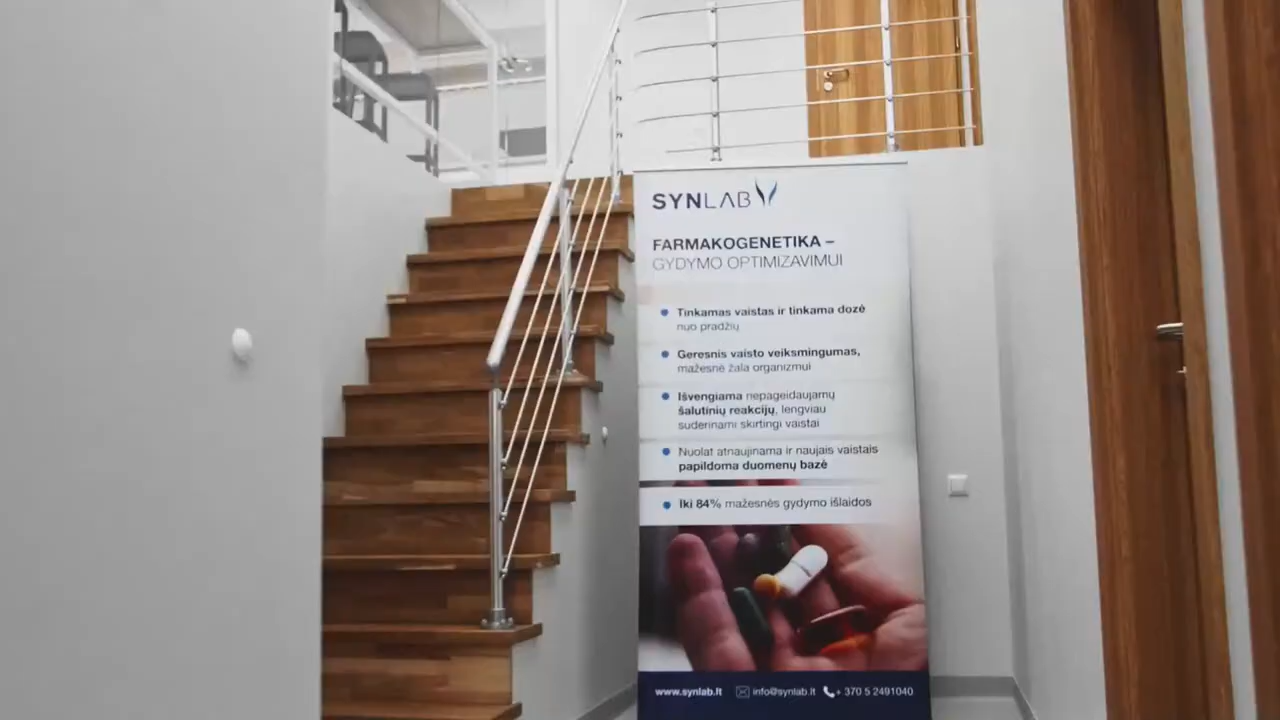 SYNLAB
FARMAKOGENETIKA –
GYDYMO OPTIMIZAVIMUI
Tinkamas vaistas ir tinkama dozė
nuo pradžių
Geresnis vaisto veiksmingumas,
mažesnė žala organizmui
Išvengiama nepageidaujamų
šalutinių reakcijų, lengviau
suderinami skirtingi vaistai
Nuolat atnaujinama ir naujais vaistais
papildoma duomenų bazė
Iki 84% mažesnės gydymo išlaidos
www.synlab.lt info@synlab.lt + 370 5 2491040